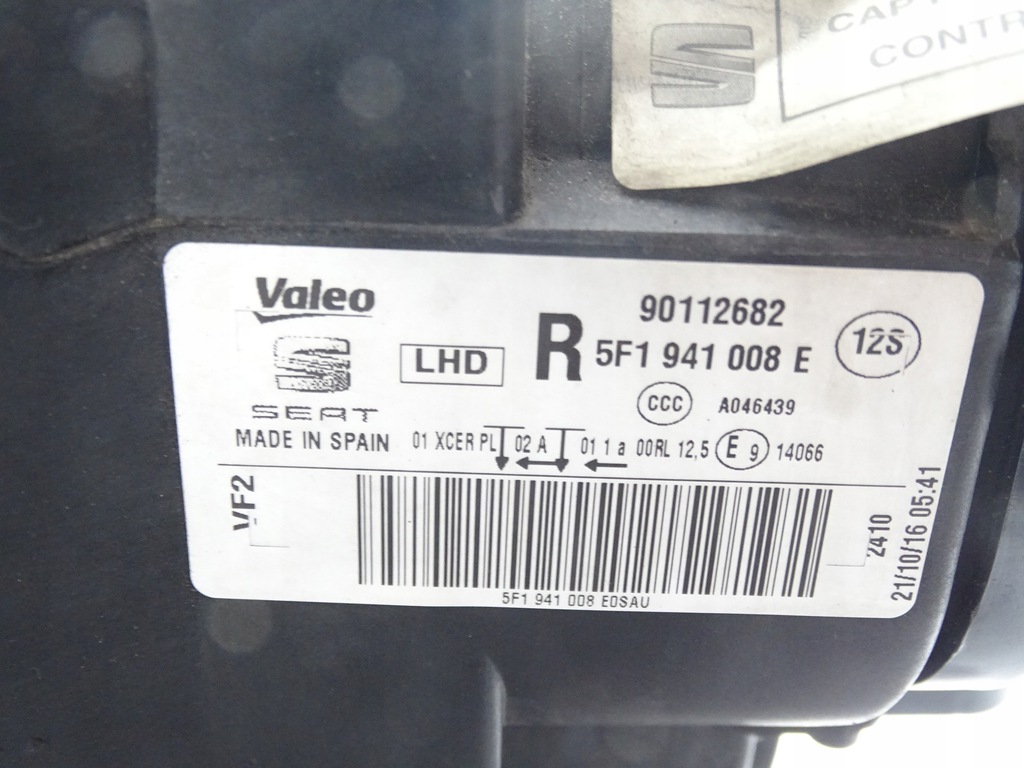 CAP
CONTR
Valeo
SEAT
MADE IN SPAIN
LHD
R
90112682
5F1 941 008 E
12S
CCC A046439
01 XCER PL 02 A 01 1 a 00RL 12,5 E 9 14066
VF2
5F1 941 008 E0SAU
2410
21/10/16 05:41